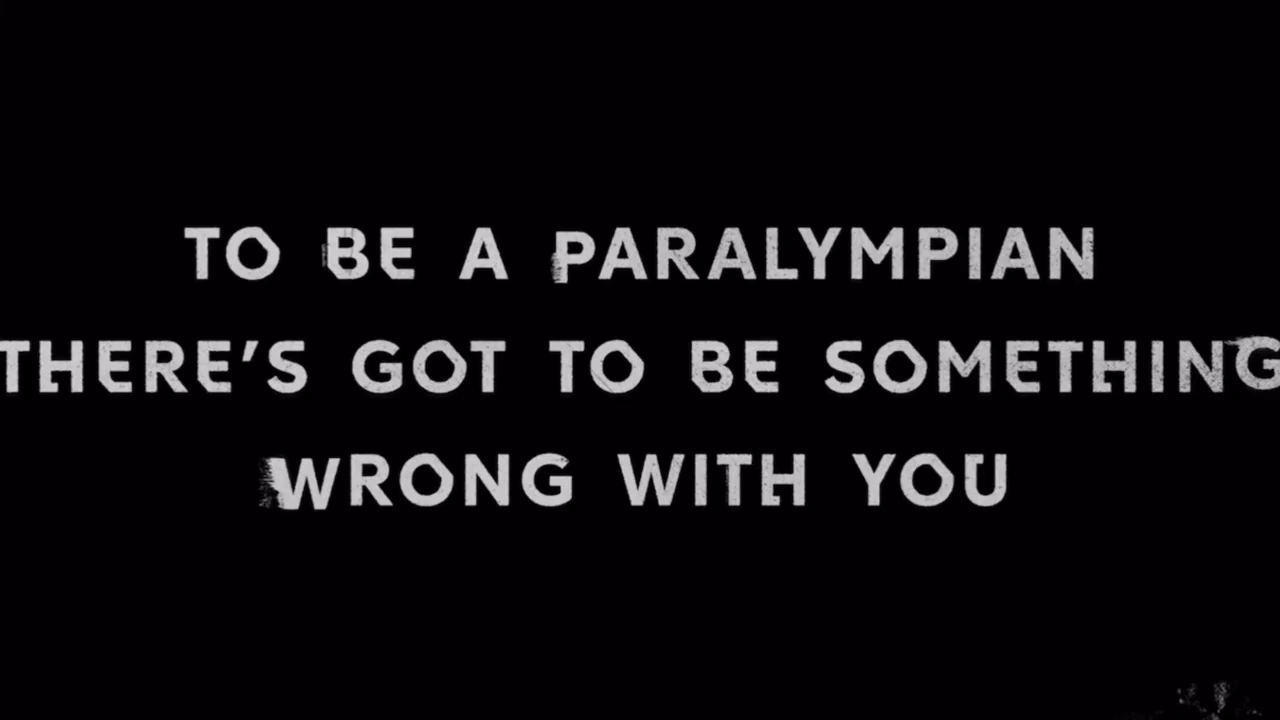 TO BE A PARALYMPIAN
THERE'S GOT TO BE SOMETHING
WRONG WITH YOU